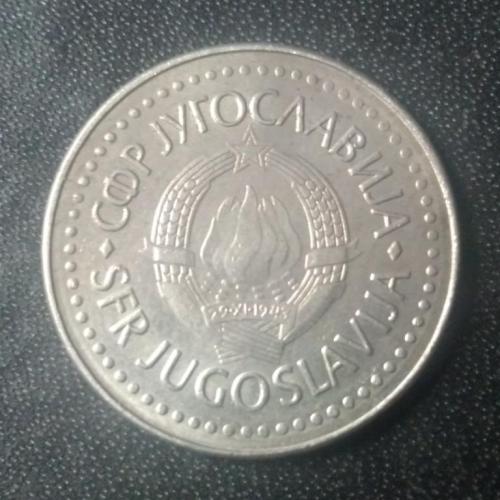 СФР ЈУГОСЛАВИЈА
29·XI·1943
SFR JUGOSLAVIJA